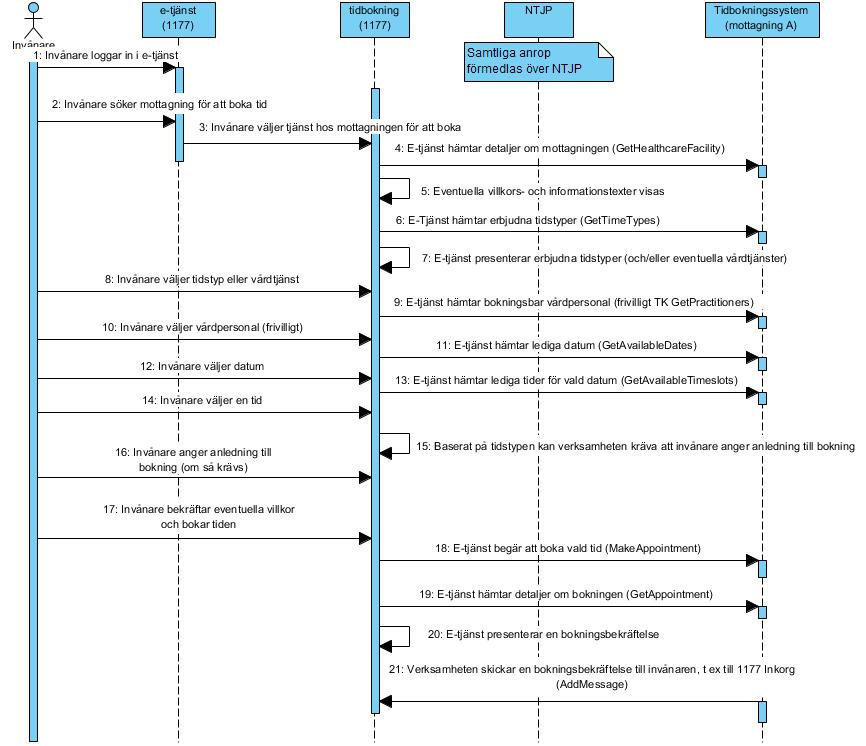 e-tjänst
(1177)
tidbokning
(1177)
NTJP
Tidbokningssystem
(mottagning A)
Samtliga anrop
förmedlas över NTJP
Invånare
1: Invånare loggar in i e-tjänst
2: Invånare söker mottagning för att boka tid
3: Invånare väljer tjänst hos mottagningen för att boka
4: E-tjänst hämtar detaljer om mottagningen (GetHealthcareFacility)
5: Eventuella villkors- och informationstexter visas
6: E-Tjänst hämtar erbjudna tidstyper (GetTimeTypes)
7: E-tjänst presenterar erbjudna tidstyper (och/eller eventuella vårdtjänster)
8: Invånare väljer tidstyp eller vårdtjänst
9: E-tjänst hämtar bokningsbar vårdpersonal (frivilligt TK GetPractitioners)
10: Invånare väljer vårdpersonal (frivilligt)
11: E-tjänst hämtar lediga datum (GetAvailableDates)
12: Invånare väljer datum
13: E-tjänst hämtar lediga tider för vald datum (GetAvailableTimeslots)
14: Invånare väljer en tid
15: Baserat på tidstypen kan verksamheten kräva att invånare anger anledning till bokning
16: Invånare anger anledning till
bokning (om så krävs)
17: Invånare bekräftar eventuella villkor
och bokar tiden
18: E-tjänst begär att boka vald tid (MakeAppointment)
19: E-tjänst hämtar detaljer om bokningen (GetAppointment)
20: E-tjänst presenterar en bokningsbekräftelse
21: Verksamheten skickar en bokningsbekräftelse till invånaren, t ex till 1177 Inkorg
(AddMessage)